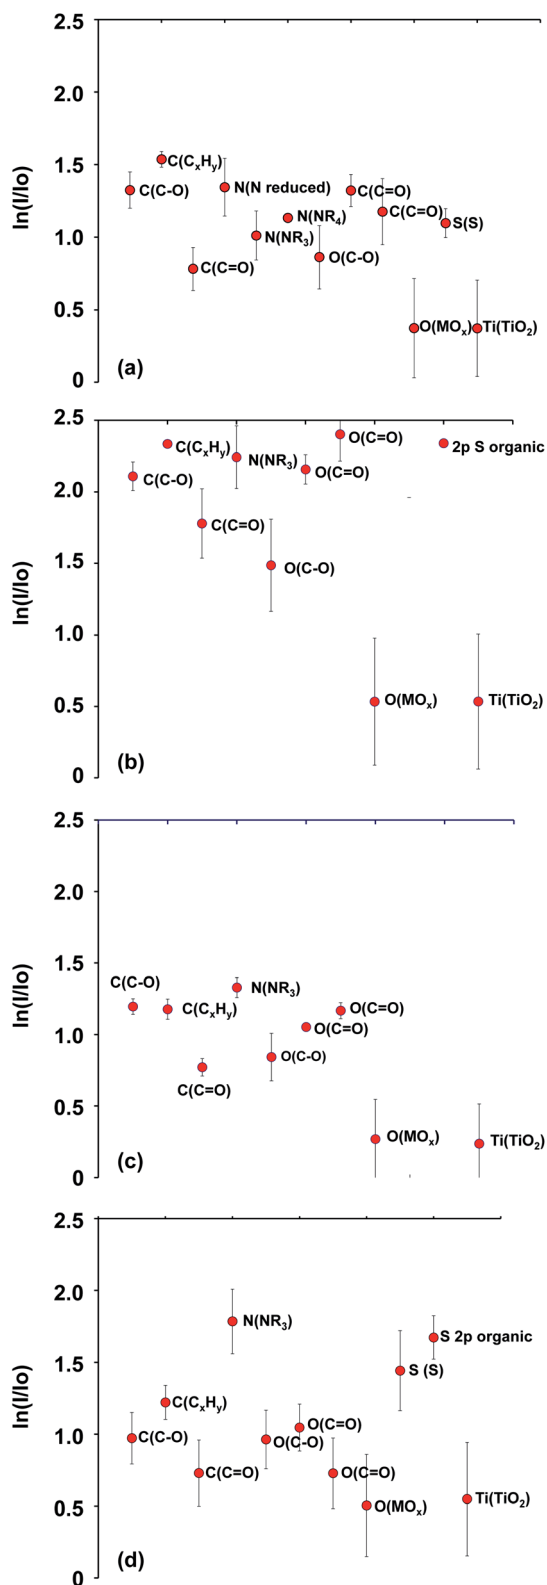 2.5
2.0
1.5
1.0
0.5
0
ln(I/Io)
C(CxHy)
C(C-O)
N(N reduced)
C(C=O)
C(C=O)
N(NR4)
S(S)
N(NR3)
O(C-O)
C(C=O)
O(MOx)
Ti(TiO2)
(a)
2.5
2.0
1.5
1.0
0.5
0
ln(I/Io)
O(C=O)
C(CxHy)
2p S organic
N(NR3)
O(C=O)
C(C-O)
C(C=O)
O(C-O)
O(MOx)
Ti(TiO2)
(b)
2.5
2.0
1.5
1.0
0.5
0
ln(I/Io)
C(C-O)
N(NR3)
C(CxHy)
O(C=O)
O(C=O)
O(C-O)
C(C=O)
O(MOx)
Ti(TiO2)
(c)
2.5
2.0
1.5
1.0
0.5
0
ln(I/Io)
N(NR3)
S 2p organic
S (S)
C(CxHy)
O(C=O)
C(C-O)
O(C-O)
C(C=O)
O(C=O)
O(MOx)
Ti(TiO2)
(d)